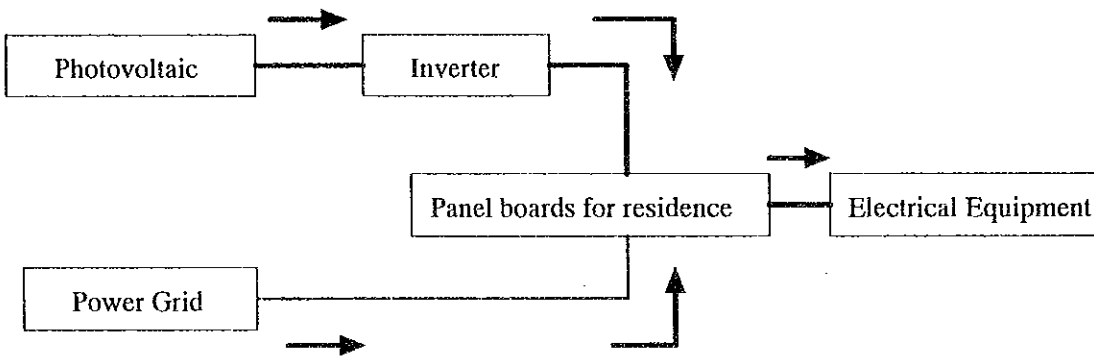 Photovoltaic
Inverter
Panel boards for residence
Electrical Equipment
Power Grid